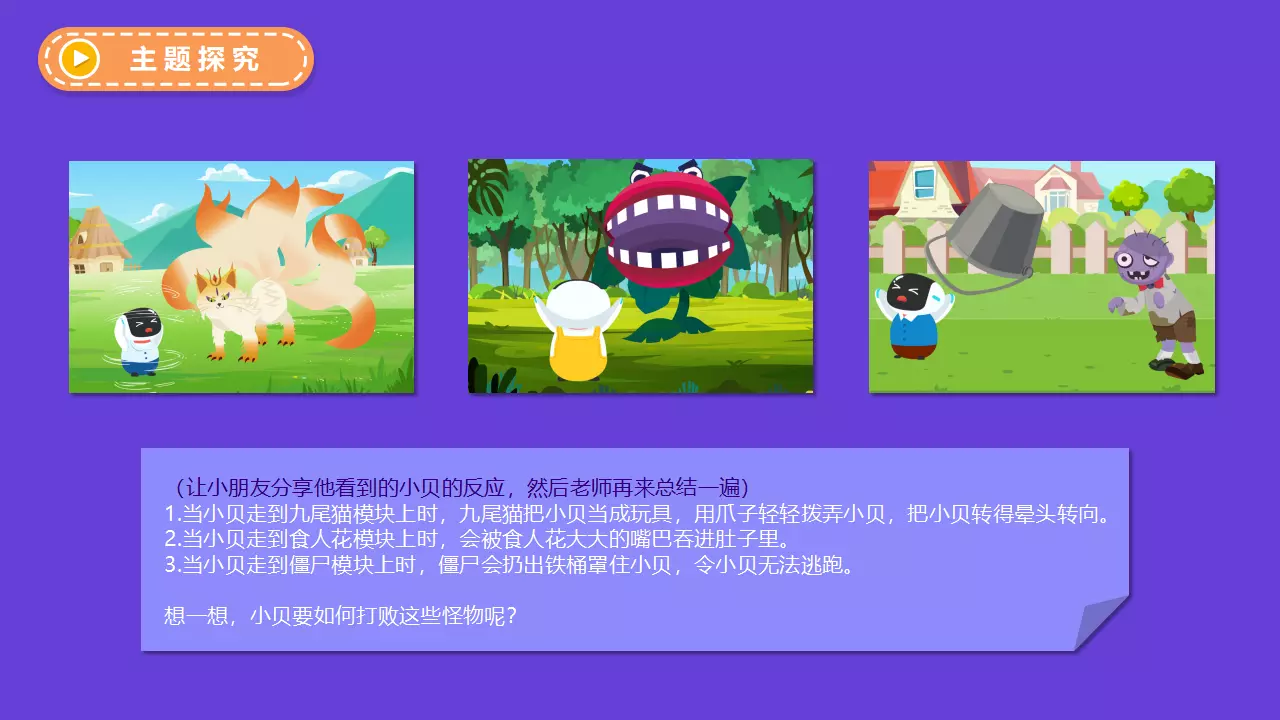 主题探究
（让小朋友分享他看到的小贝的反应，然后老师再来总结一遍）
1.当小贝走到九尾猫模块上时，九尾猫把小贝当成玩具，用爪子轻轻拨弄小贝，把小贝转得晕头转向。
2.当小贝走到食人花模块上时，会被食人花大大的嘴巴吞进肚子里。
3.当小贝走到僵尸模块上时，僵尸会扔出铁桶罩住小贝，令小贝无法逃跑。
想一想，小贝要如何打败这些怪物呢？